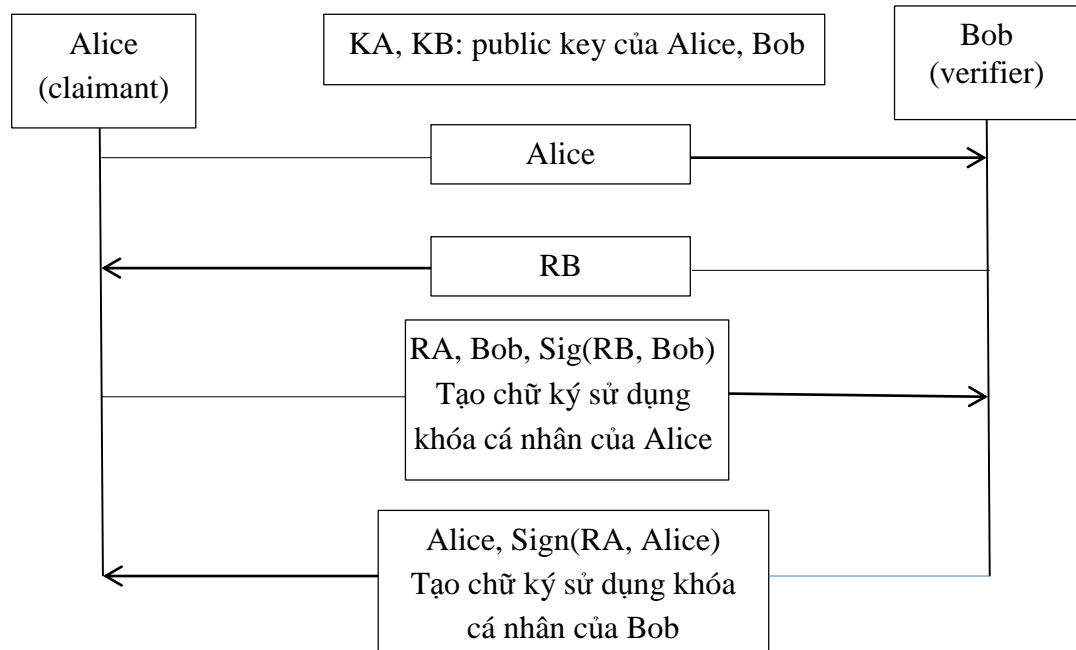 Alice
(claimant)
KA, KB: public key của Alice, Bob
Bob
(verifier)
Alice
RB
RA, Bob, Sig(RB, Bob)
Tạo chữ ký sử dụng
khóa cá nhân của Alice
Alice, Sign(RA, Alice)
Tạo chữ ký sử dụng khóa
cá nhân của Bob